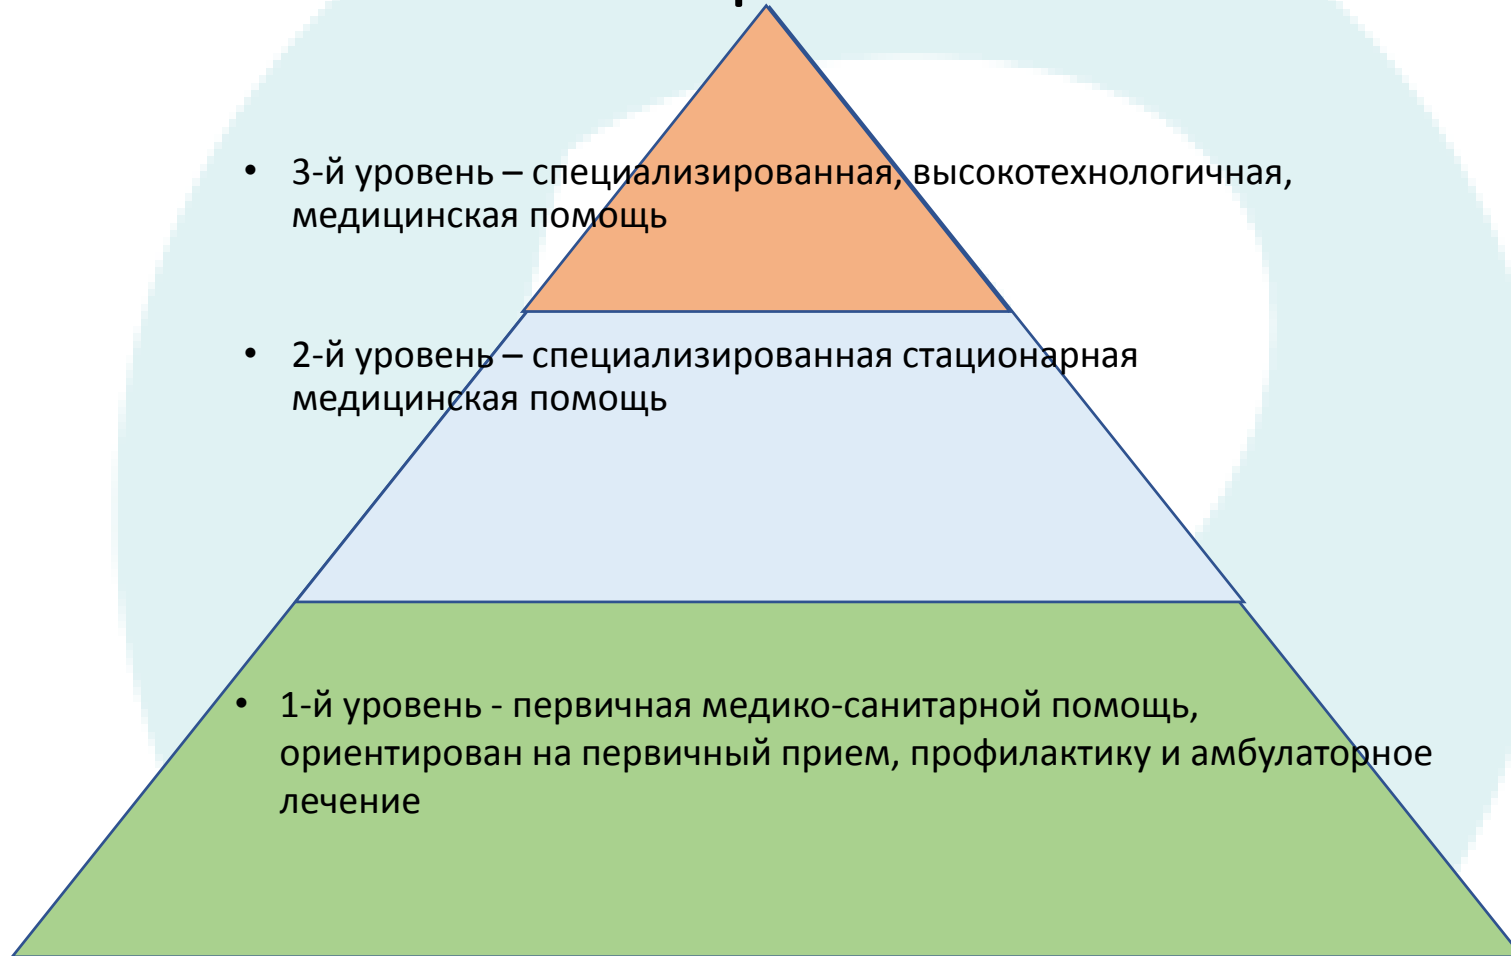 • 3-й уровень – специализированная, высокотехнологичная,
медицинская помощь
• 2-й уровень – специализированная стационарная
медицинская помощь
• 1-й уровень - первичная медико-санитарной помощь,
ориентирован на первичный прием, профилактику и амбулаторное
лечение